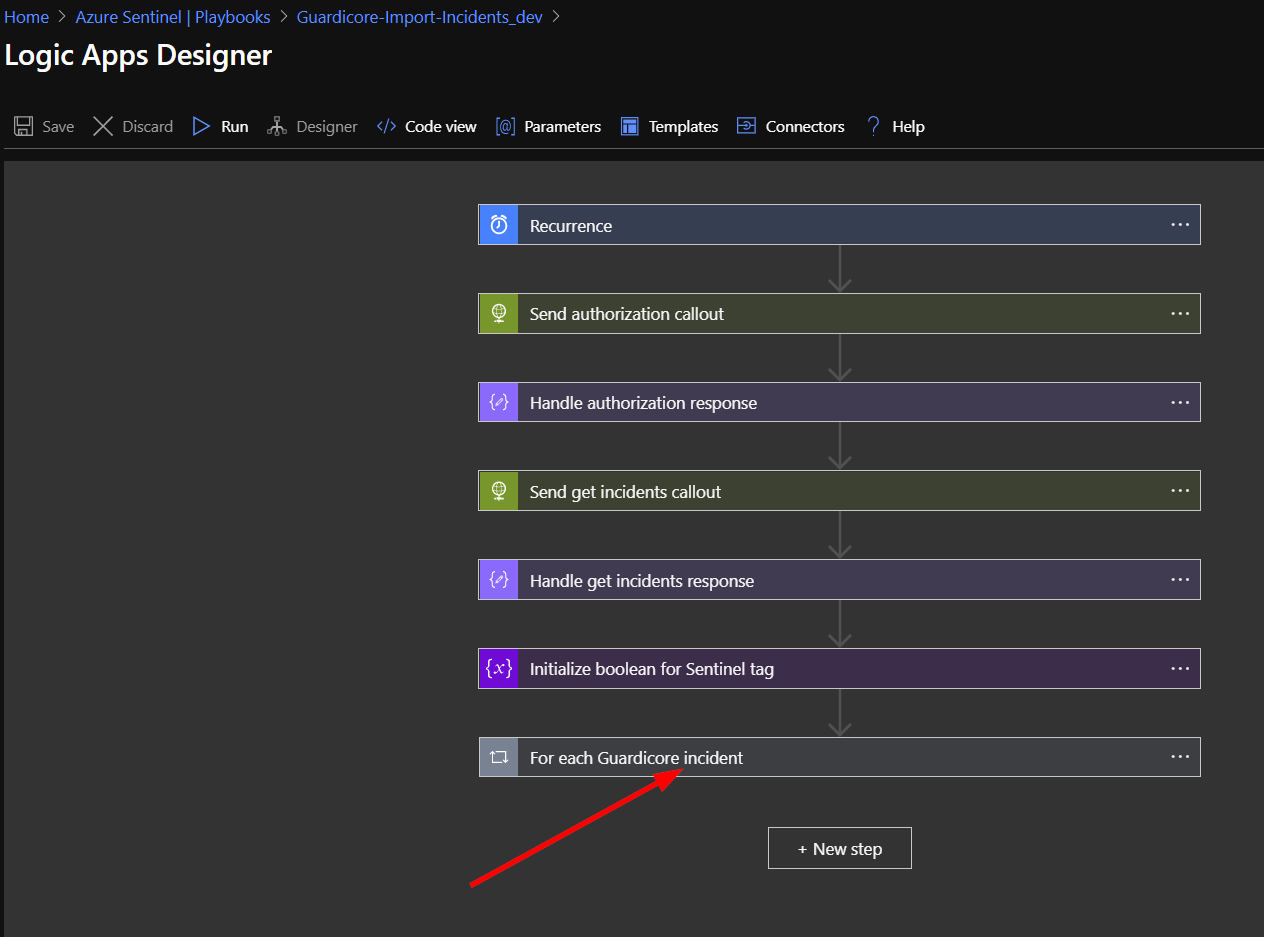 Home > Azure Sentinel | Playbooks > Guardicore-Import-Incidents_dev >
Logic Apps Designer
Save Discard Run Designer </> Code view [@] Parameters Templates Connectors ? Help
Recurrence ...
Send authorization callout ...
Handle authorization response ...
Send get incidents callout ...
Handle get incidents response ...
{x} Initialize boolean for Sentinel tag ...
For each Guardicore incident ...
+ New step